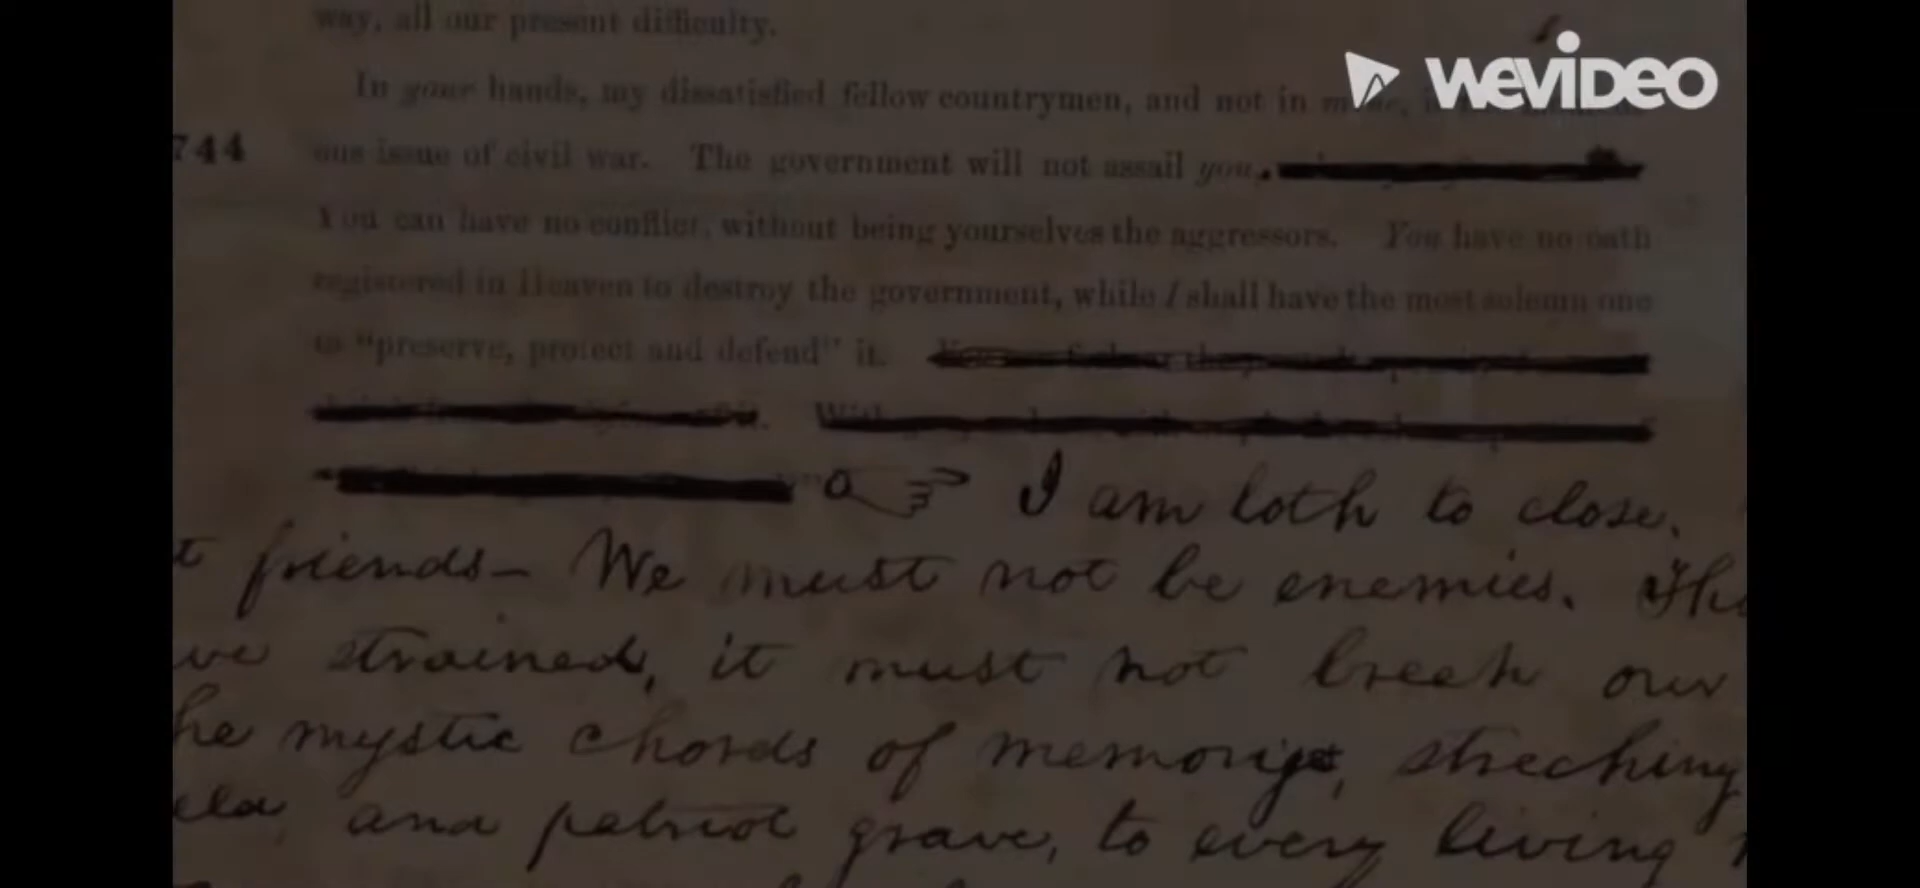 way, all our present difficulty.
WEVIDEO
In your hands, my dissatisfied fellow countrymen, and not in
744
ous issue of civil war. The government will not assail you.
You can have no conflict, without being yourselves the aggressors. You have no oath
registered in Heaven to destroy the government, while I shall have the most solemn one
to "preserve, protect and defend" it.
I am loth to close.
t friends— We must not be enemies. Tho
ve strained, it must not break our
he mystic chords of memory, streching
eld, and patriot grave, to every living